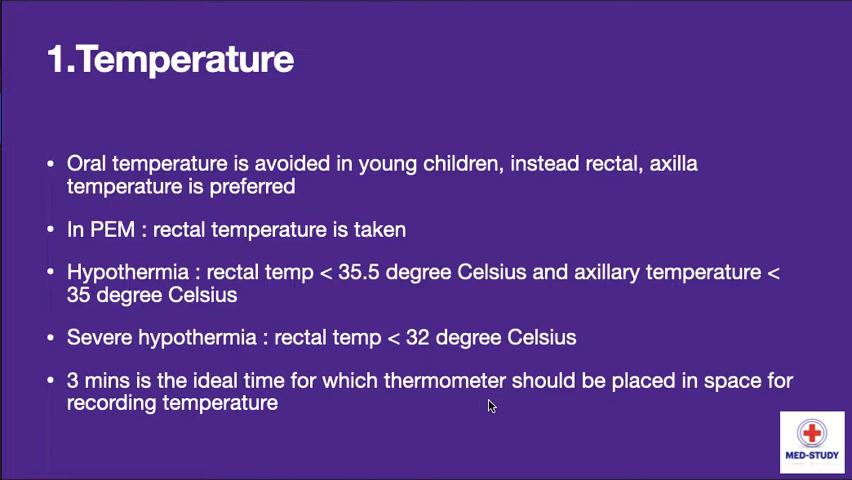 1.Temperature
• Oral temperature is avoided in young children, instead rectal, axilla
temperature is preferred
• In PEM : rectal temperature is taken
• Hypothermia : rectal temp < 35.5 degree Celsius and axillary temperature <
35 degree Celsius
• Severe hypothermia : rectal temp < 32 degree Celsius
• 3 mins is the ideal time for which thermometer should be placed in space for
recording temperature
MED-STUDY